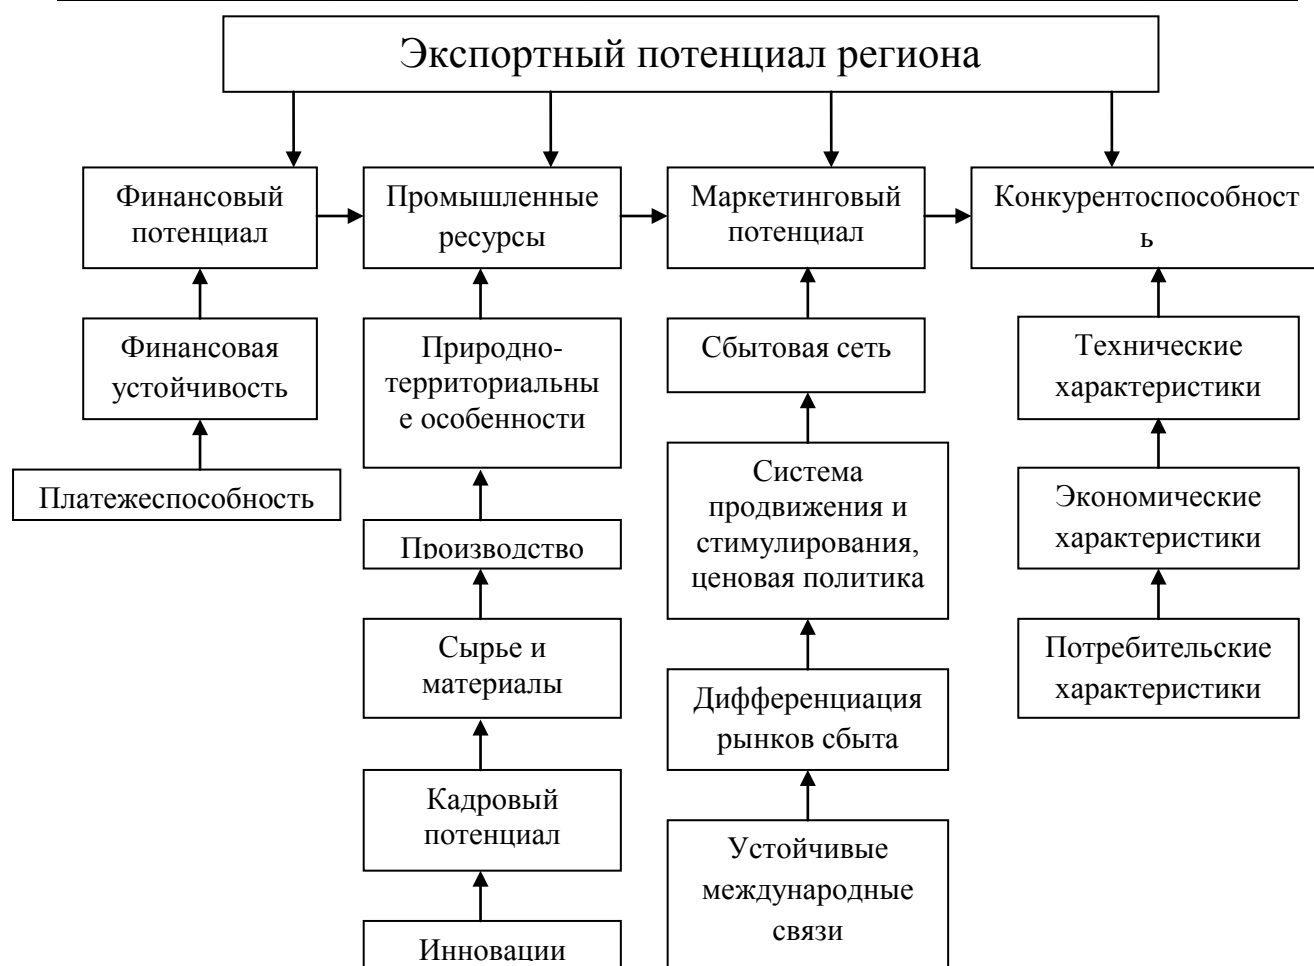 Экспортный потенциал региона
Финансовый
потенциал
Промышленные
ресурсы
Маркетинговый
потенциал
Конкурентоспособност
ь
Финансовая
устойчивость
Платежеспособность
Природно-
территориальны
е особенности
Производство
Сырье и
материалы
Кадровый
потенциал
Инновации
Сбытовая сеть
Система
продвижения и
стимулирования,
ценовая политика
Дифференциация
рынков сбыта
Устойчивые
международные
связи
Технические
характеристики
Экономические
характеристики
Потребительские
характеристики